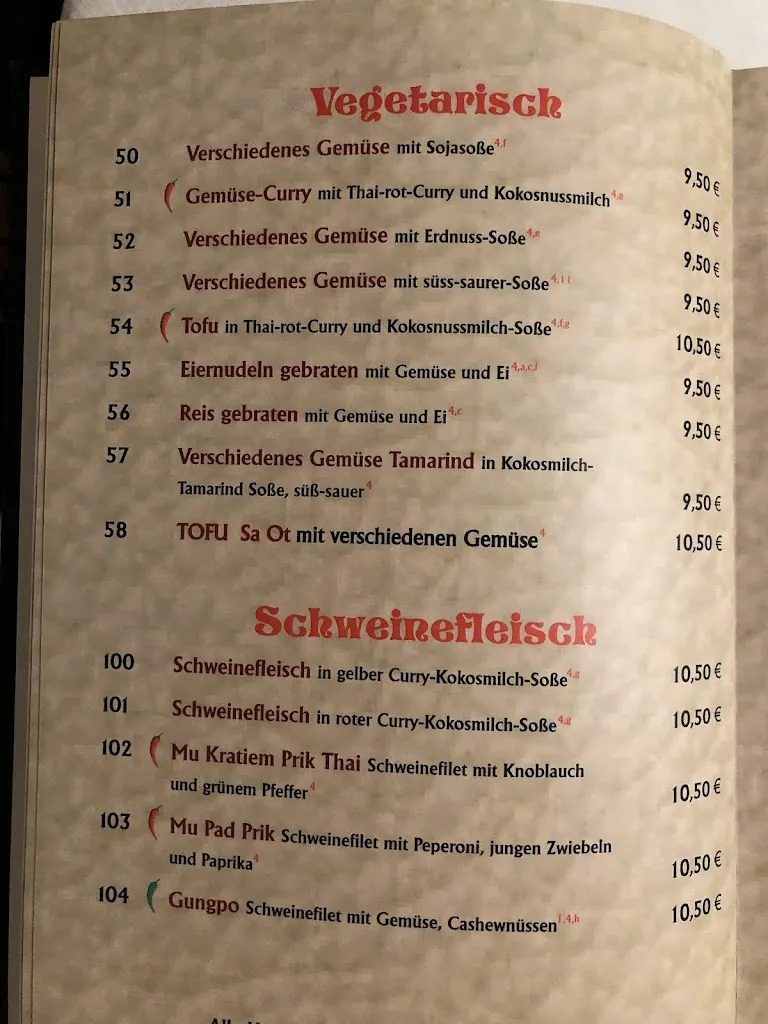 Vegetarisch
50 Verschiedenes Gemüse mit Sojasoße4,f 9,50 €
51 Gemüse-Curry mit Thai-rot-Curry und Kokosnussmilch4,g 9,50 €
52 Verschiedenes Gemüse mit Erdnuss-Soße4,e 9,50 €
53 Verschiedenes Gemüse mit süss-saurer-Soße 9,50 €
54 Tofu in Thai-rot-Curry und Kokosnussmilch-Soße4,f,g 10,50 €
55 Eiernudeln gebraten mit Gemüse und Ei4,a,c,f 9,50 €
56 Reis gebraten mit Gemüse und Ei4,c 9,50 €
57 Verschiedenes Gemüse Tamarind in Kokosmilch-
Tamarind Soße, süß-sauer4 9,50 €
58 TOFU Sa Ot mit verschiedenen Gemüse4 10,50 €
Schweinefleisch
100 Schweinefleisch in gelber Curry-Kokosmilch-Soße4,g 10,50 €
101 Schweinefleisch in roter Curry-Kokosmilch-Soße4,g 10,50 €
102 Mu Kratiem Prik Thai Schweinefilet mit Knoblauch
und grünem Pfeffer4 10,50 €
103 Mu Pad Prik Schweinefilet mit Peperoni, jungen Zwiebeln
und Paprika4 10,50 €
104 Gungpo Schweinefilet mit Gemüse, Cashewnüssen1,4,h 10,50 €